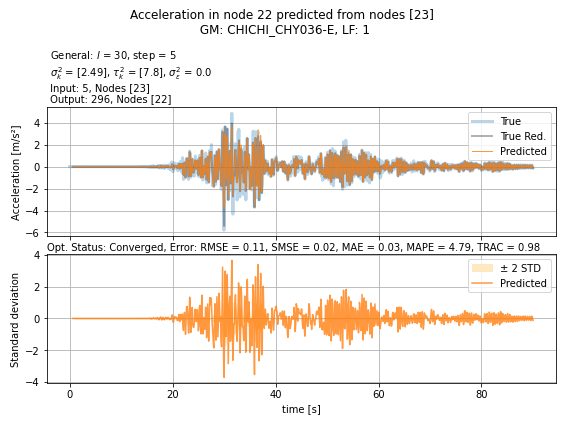 Acceleration in node 22 predicted from nodes [23]
GM: CHICHI_CHY036-E, LF: 1
General: l = 30, step = 5
σ²ₖ = [2.49], τ²ₖ = [7.8], σ²ε = 0.0
Input: 5, Nodes [23]
Output: 296, Nodes [22]
Acceleration [m/s²]
4
2
0
−2
−4
−6
True
True Red.
Predicted
Opt. Status: Converged, Error: RMSE = 0.11, SMSE = 0.02, MAE = 0.03, MAPE = 4.79, TRAC = 0.98
Standard deviation
4
2
0
−2
−4
± 2 STD
Predicted
0 20 40 60 80
time [s]